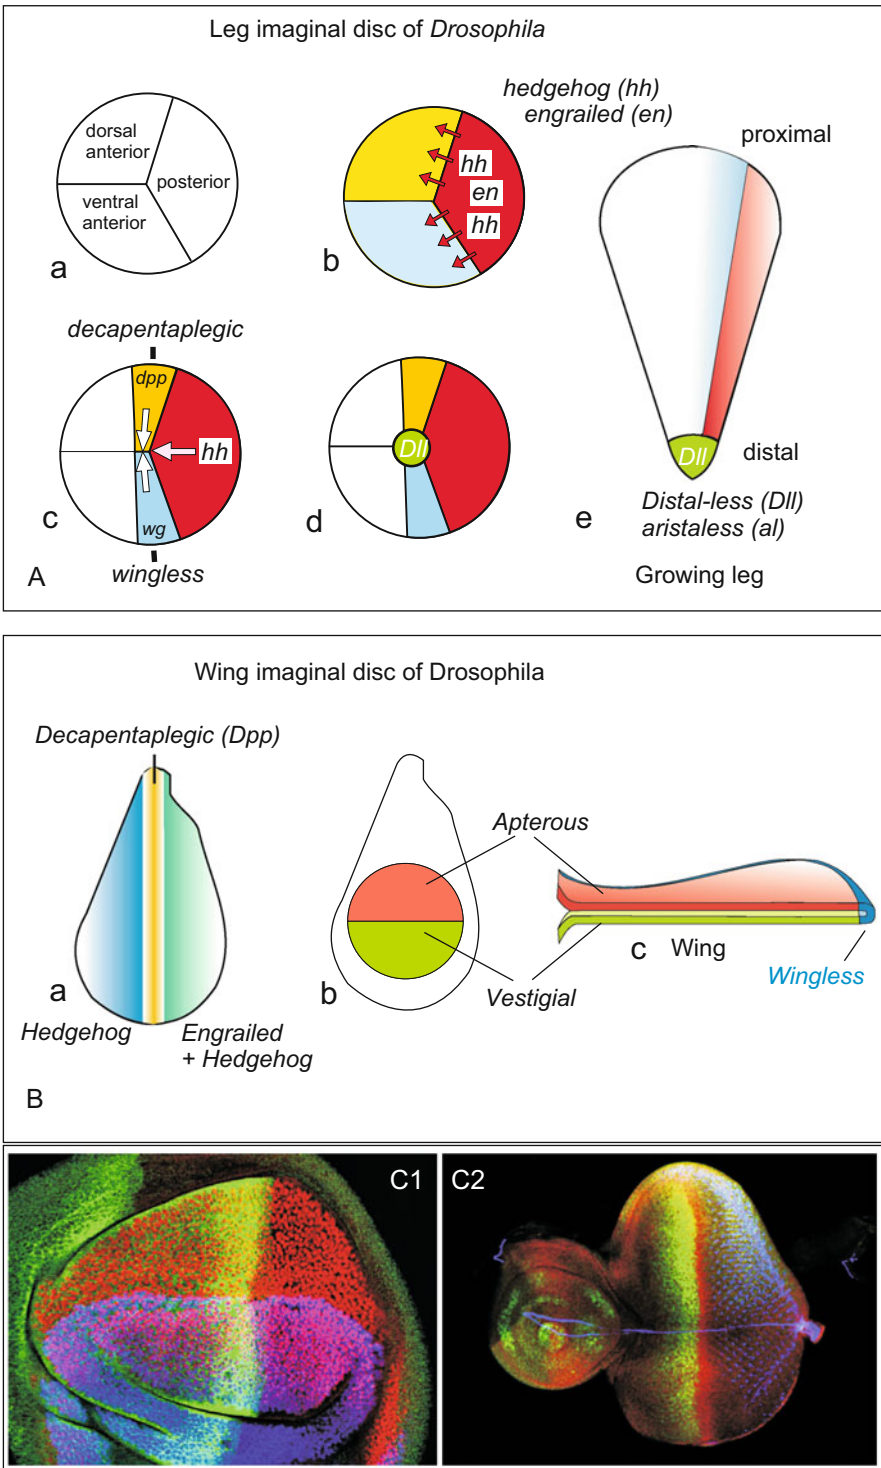 Leg imaginal disc of Drosophila
dorsal
anterior
posterior
ventral
anterior
a
hedgehog (hh)
engrailed (en)
hh
en
hh
b
proximal
decapentaplegic
dpp
hh
wg
c
wingless
A
Dll
d
Dll
distal
Distal-less (Dll)
aristaless (al)
e
Growing leg
Wing imaginal disc of Drosophila
Decapentaplegic (Dpp)
a
Hedgehog
Engrailed
+ Hedgehog
Apterous
b
Vestigial
c
Wing
Wingless
B
C1
C2